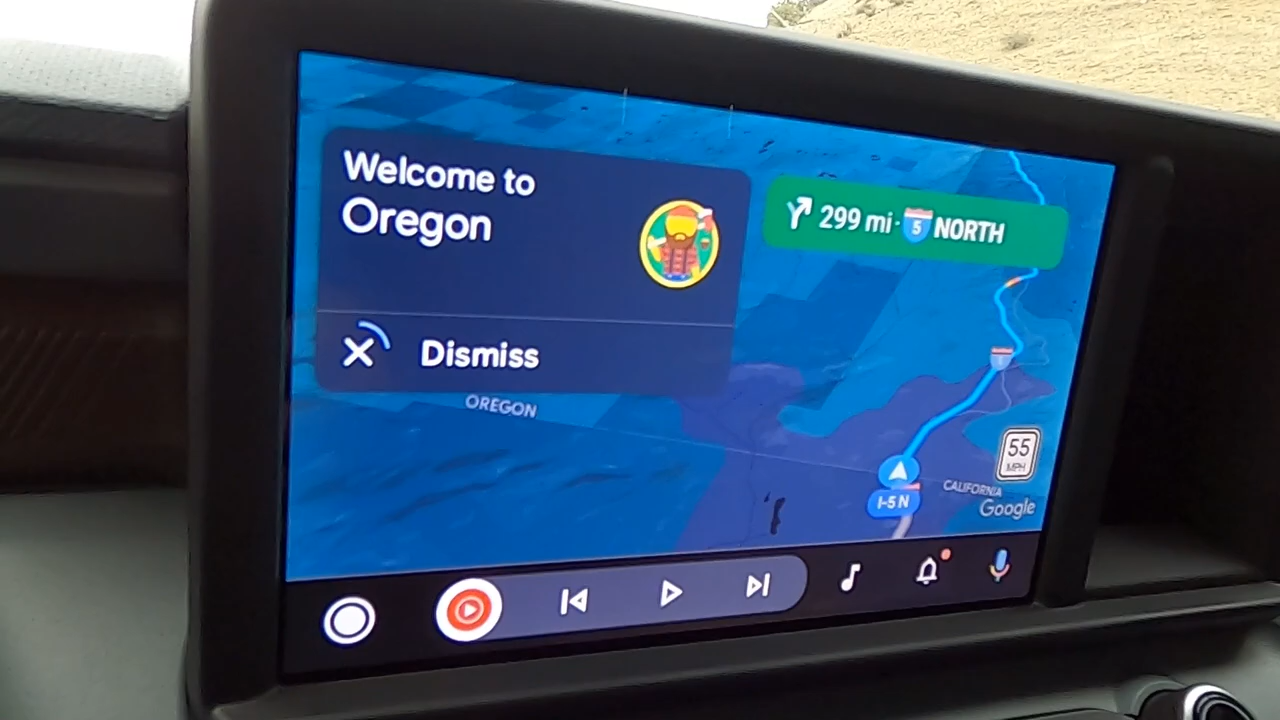 Welcome to
Oregon
Dismiss
299 mi · 5 NORTH
OREGON
55
MPH
CALIFORNIA
Google
I-5 N